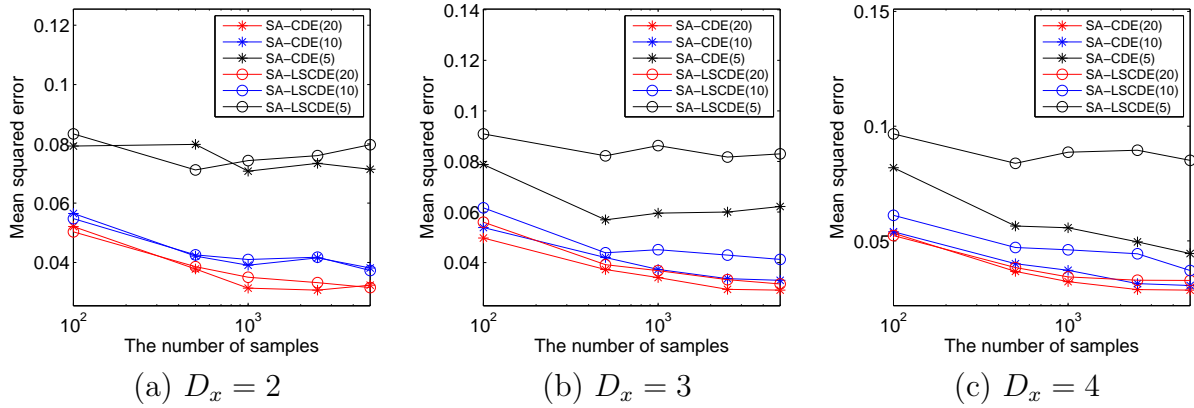 0.12
0.1
0.08
0.06
0.04
Mean squared error
SA-CDE(20)
SA-CDE(10)
SA-CDE(5)
SA-LSCDE(20)
SA-LSCDE(10)
SA-LSCDE(5)
10^2
10^3
The number of samples
(a) D_x = 2
0.14
0.12
0.1
0.08
0.06
0.04
Mean squared error
SA-CDE(20)
SA-CDE(10)
SA-CDE(5)
SA-LSCDE(20)
SA-LSCDE(10)
SA-LSCDE(5)
10^2
10^3
The number of samples
(b) D_x = 3
0.15
0.1
0.05
Mean squared error
SA-CDE(20)
SA-CDE(10)
SA-CDE(5)
SA-LSCDE(20)
SA-LSCDE(10)
SA-LSCDE(5)
10^2
10^3
The number of samples
(c) D_x = 4